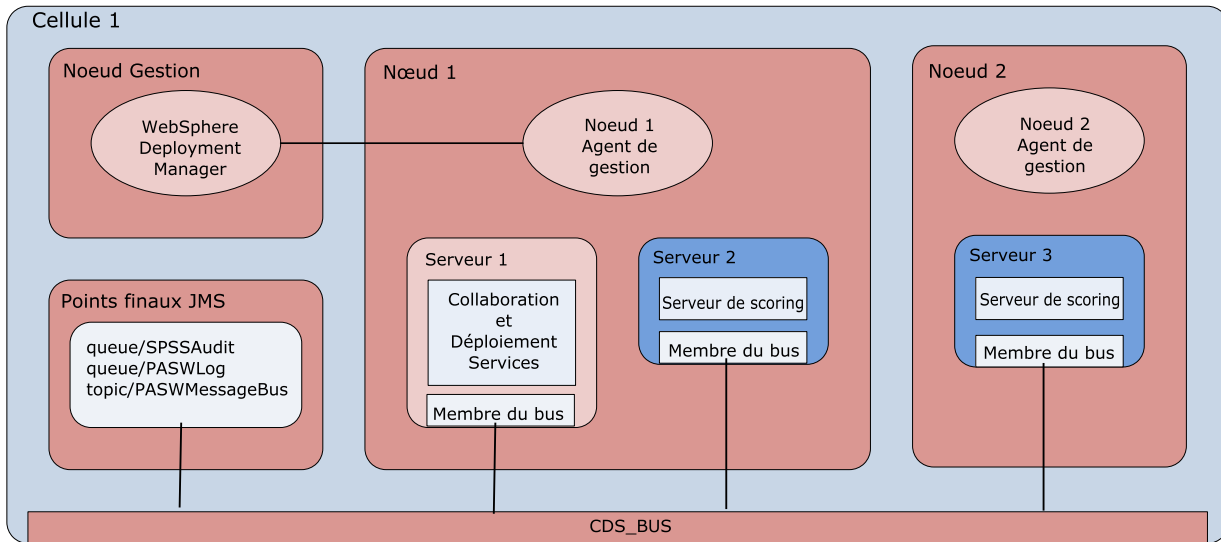 Cellule 1
Noeud Gestion
WebSphere
Deployment
Manager
Nœud 1
Noeud 1
Agent de
gestion
Noeud 2
Noeud 2
Agent de
gestion
Points finaux JMS
queue/SPSSAudit
queue/PASWLog
topic/PASWMessageBus
Serveur 1
Collaboration
et
Déploiement
Services
Membre du bus
Serveur 2
Serveur de scoring
Membre du bus
Serveur 3
Serveur de scoring
Membre du bus
CDS_BUS